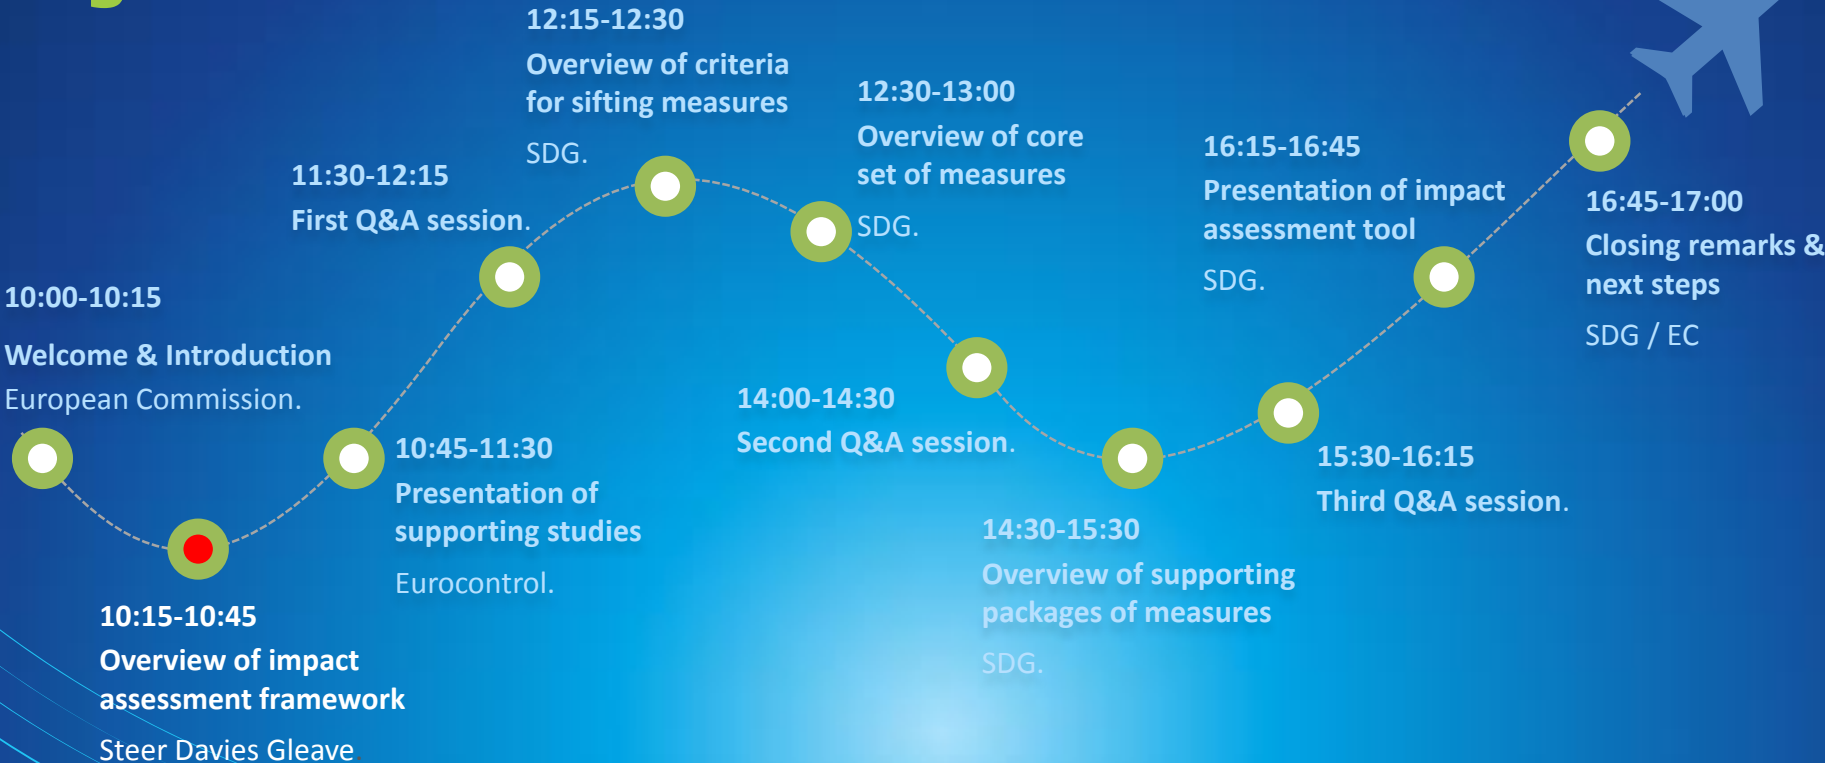 10:00-10:15
Welcome & Introduction
European Commission.
10:15-10:45
Overview of impact
assessment framework
Steer Davies Gleave.
10:45-11:30
Presentation of
supporting studies
Eurocontrol.
11:30-12:15
First Q&A session.
12:15-12:30
Overview of criteria
for sifting measures
SDG.
12:30-13:00
Overview of core
set of measures
SDG.
14:00-14:30
Second Q&A session.
14:30-15:30
Overview of supporting
packages of measures
SDG.
15:30-16:15
Third Q&A session.
16:15-16:45
Presentation of impact
assessment tool
SDG.
16:45-17:00
Closing remarks &
next steps
SDG / EC